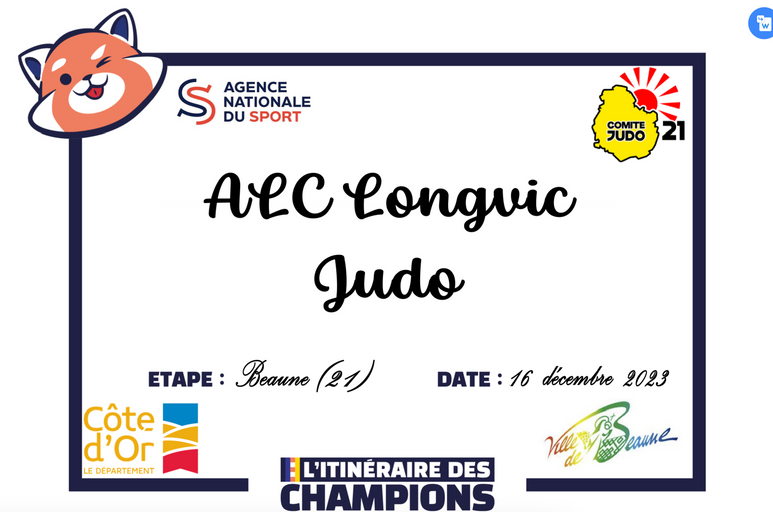 AGENCE
NATIONALE
DU SPORT
COMITE
JUDO 21
ALC Longvic
Judo
ETAPE : Beaune (21)
DATE : 16 décembre 2023
Côte
d'Or
LE DÉPARTEMENT
Ville
de Beaune
L'ITINÉRAIRE DES
CHAMPIONS